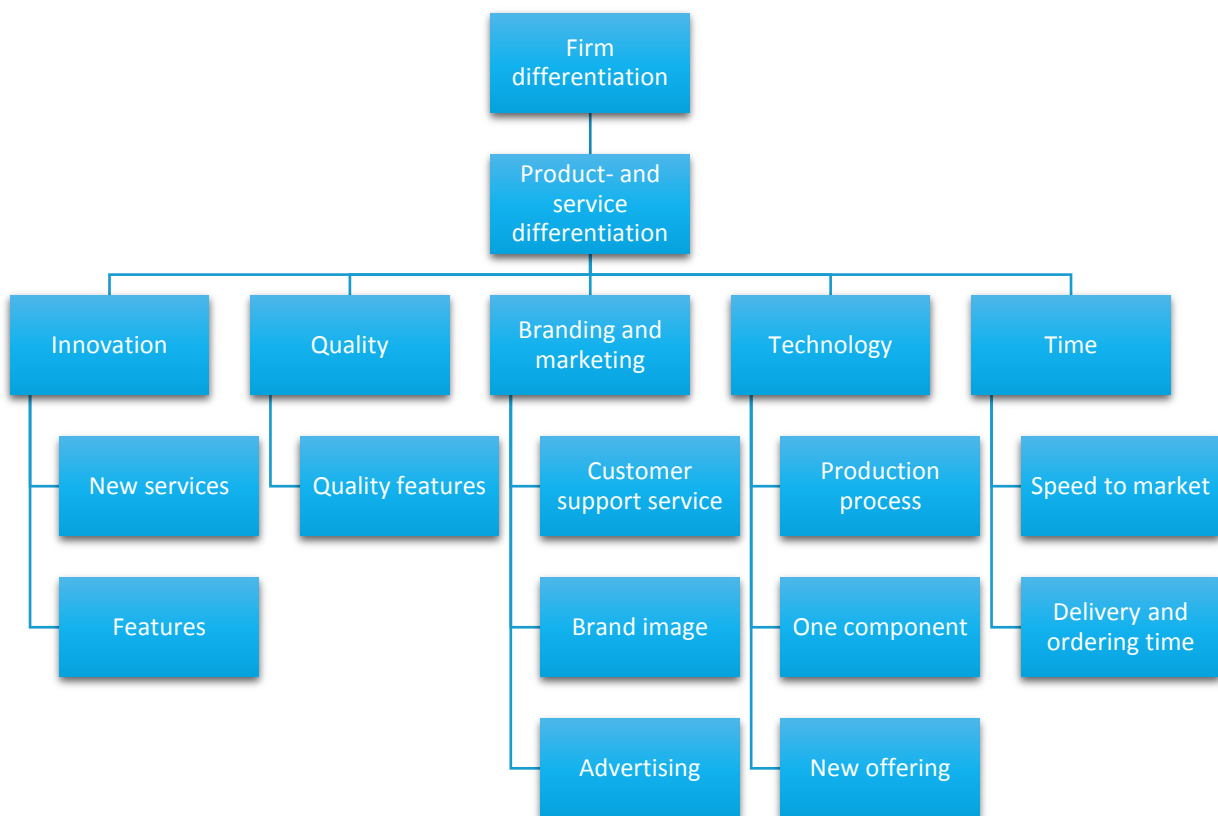 Firm
differentiation
Product- and
service
differentiation
Innovation
Quality
Branding and
marketing
Technology
Time
New services
Quality features
Customer
support service
Production
process
Speed to market
Features
Brand image
One component
Delivery and
ordering time
Advertising
New offering